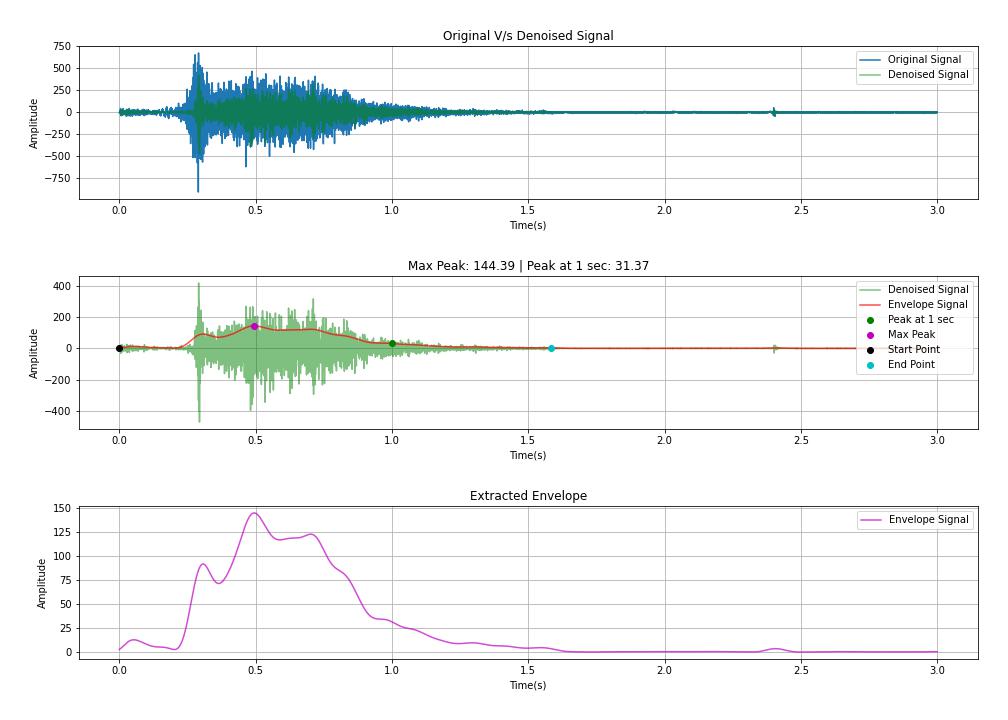 Original V/s Denoised Signal
Amplitude
750
500
250
0
−250
−500
−750
Original Signal
Denoised Signal
0.0 0.5 1.0 1.5 2.0 2.5 3.0
Time(s)
Max Peak: 144.39 | Peak at 1 sec: 31.37
Amplitude
400
200
0
−200
−400
Denoised Signal
Envelope Signal
Peak at 1 sec
Max Peak
Start Point
End Point
0.0 0.5 1.0 1.5 2.0 2.5 3.0
Time(s)
Extracted Envelope
Amplitude
150
125
100
75
50
25
0
Envelope Signal
0.0 0.5 1.0 1.5 2.0 2.5 3.0
Time(s)